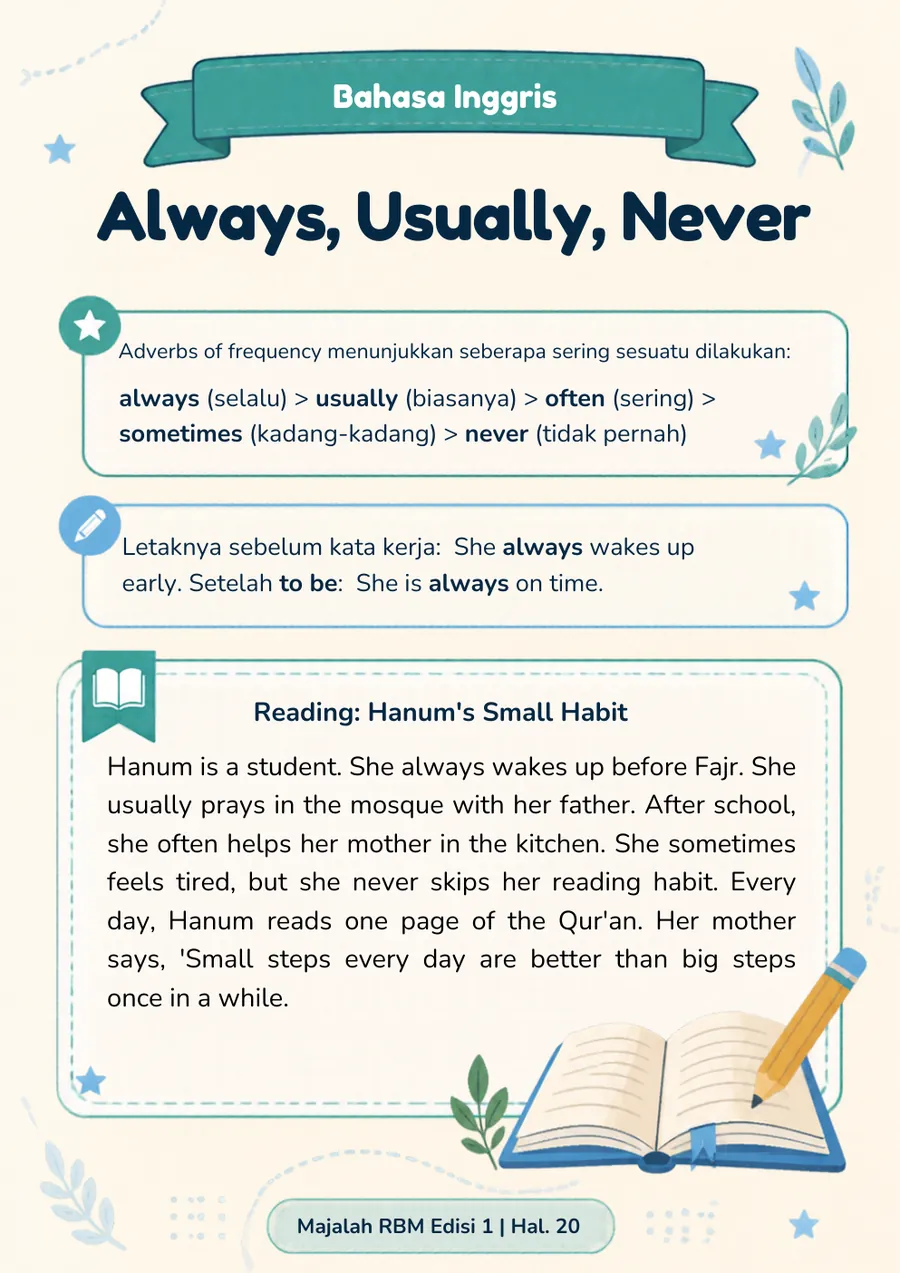 Bahasa Inggris
Always, Usually, Never
Adverbs of frequency menunjukkan seberapa sering sesuatu dilakukan:
always (selalu) > usually (biasanya) > often (sering) >
sometimes (kadang-kadang) > never (tidak pernah)
Letaknya sebelum kata kerja:  She always wakes up
early. Setelah to be:  She is always on time.
Reading: Hanum's Small Habit
Hanum is a student. She always wakes up before Fajr. She
usually prays in the mosque with her father. After school,
she often helps her mother in the kitchen. She sometimes
feels tired, but she never skips her reading habit. Every
day, Hanum reads one page of the Qur'an. Her mother
says, 'Small steps every day are better than big steps
once in a while.
Majalah RBM Edisi 1 | Hal. 20